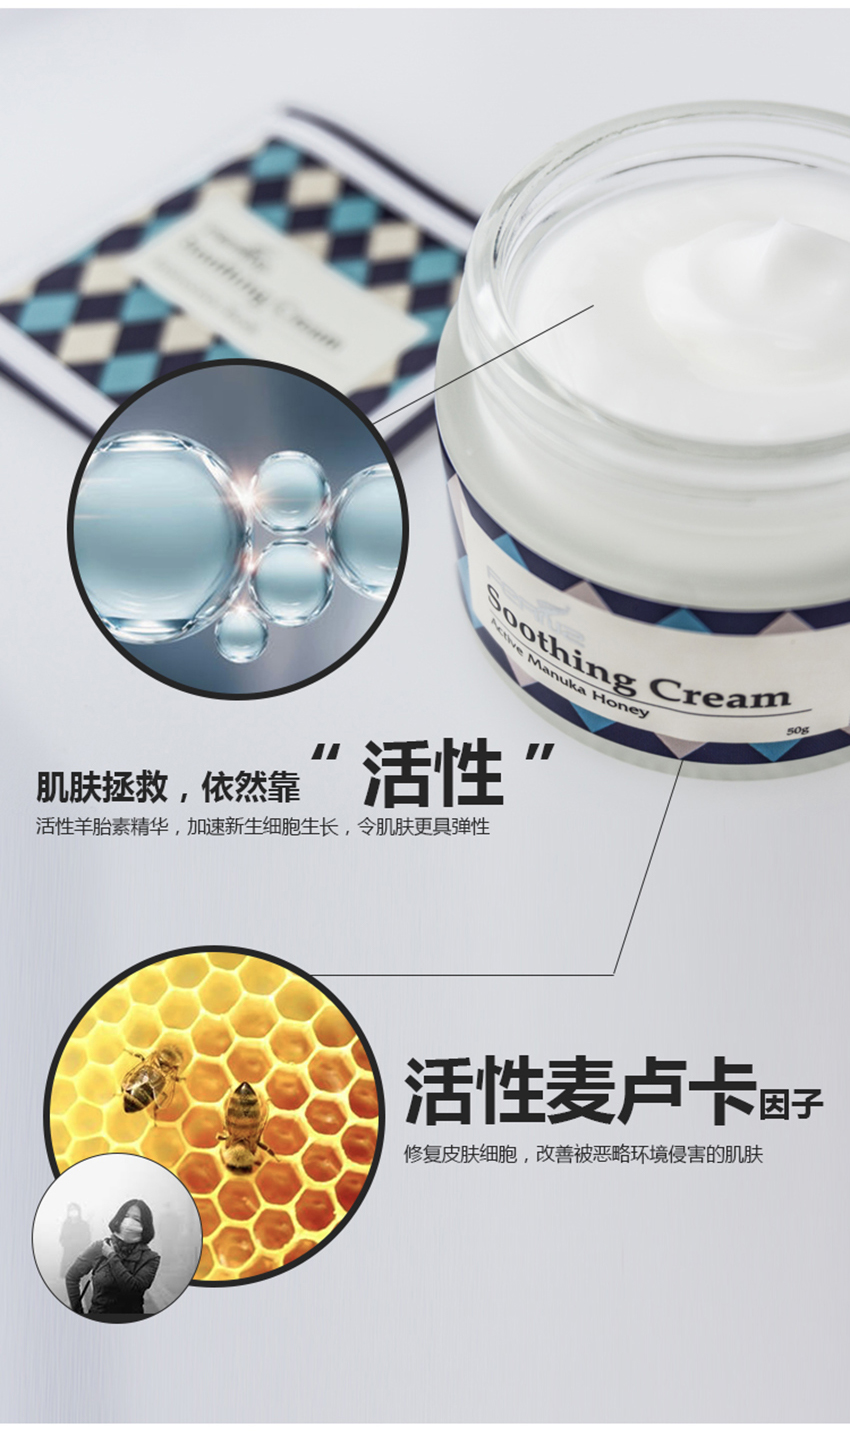 Soothing Cream
Soothing Cream
Active Manuka Honey
50g
肌肤拯救，依然靠“活性”
活性羊胎素精华，加速新生细胞生长，令肌肤更具弹性
活性麦卢卡因子
修复皮肤细胞，改善被恶略环境侵害的肌肤